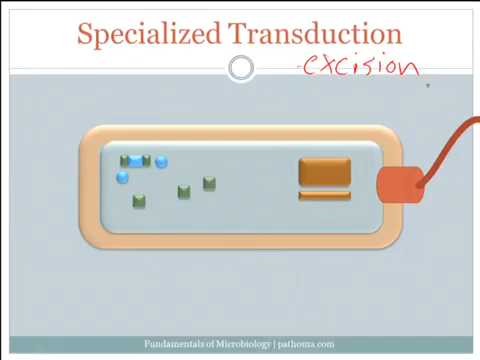 Specialized Transduction
excision
Fundamentals of Microbiology | pathoma.com